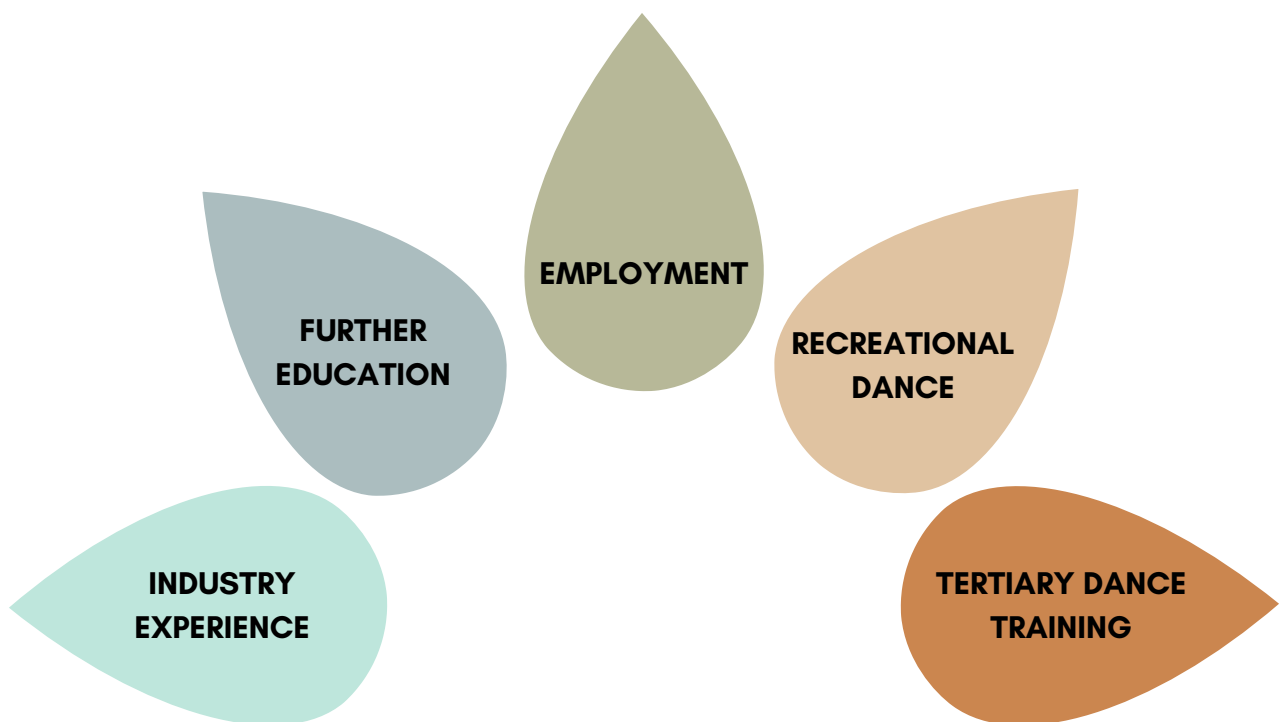 EMPLOYMENT
FURTHER
EDUCATION
RECREATIONAL
DANCE
INDUSTRY
EXPERIENCE
TERTIARY DANCE
TRAINING